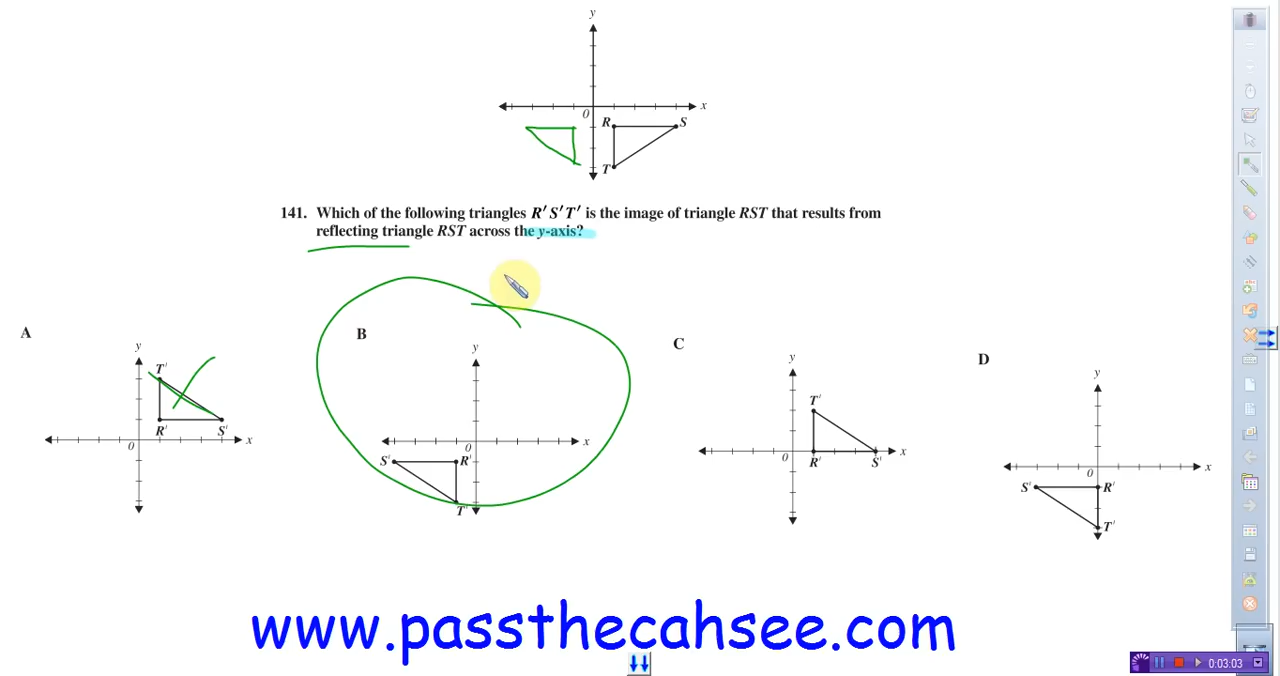 y
x
0
R
S
T
141. Which of the following triangles R′S′T′ is the image of triangle RST that results from
reflecting triangle RST across the y-axis?
A
y
T′
R′
S′
x
0
B
y
x
0
S′
R′
T′
C
y
T′
0
R′
S′
x
D
y
x
0
S′
R′
T′
www.passthecahsee.com
0:03:03